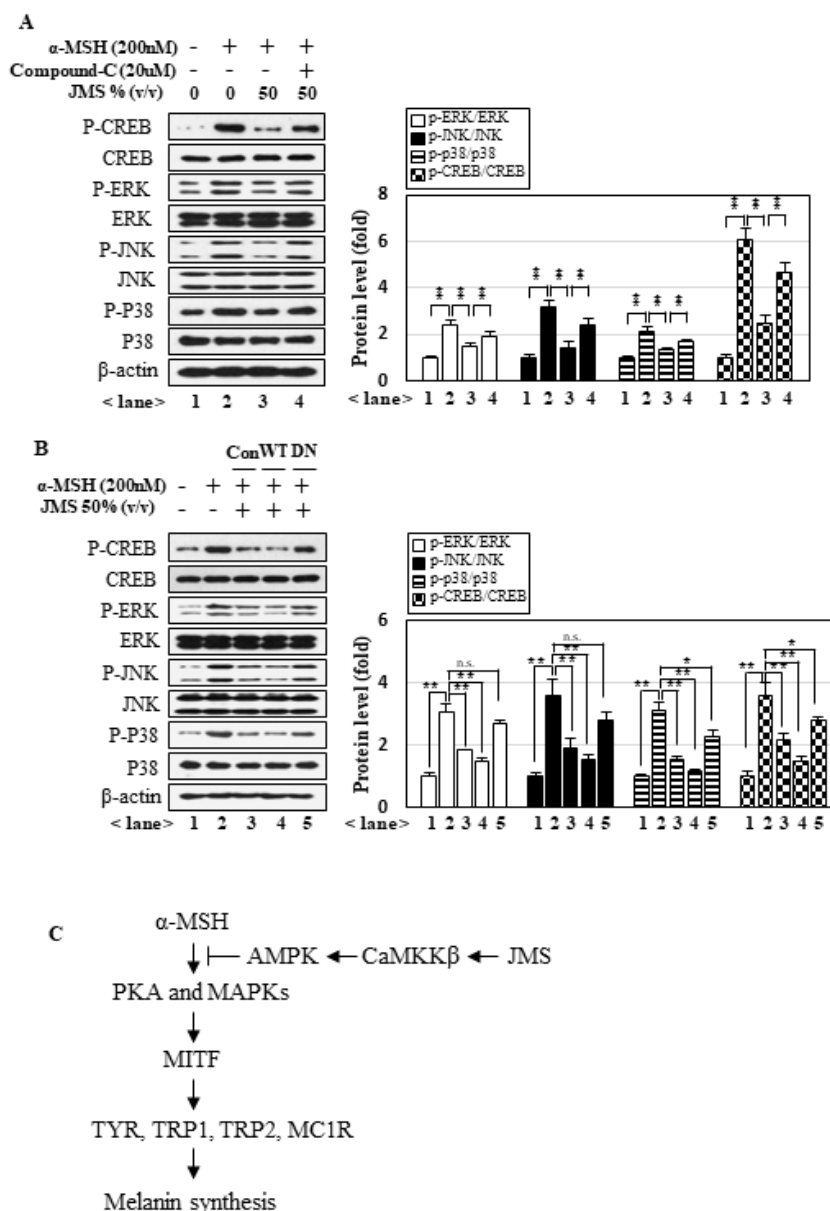 A
α-MSH (200nM) - + + +
Compound-C (20uM) - - - +
JMS % (v/v) 0 0 50 50
P-CREB
CREB
P-ERK
ERK
P-JNK
JNK
P-P38
P38
β-actin
< lane> 1 2 3 4
p-ERK/ERK
p-JNK/JNK
p-p38/p38
p-CREB/CREB
Protein level (fold)
8
6
4
2
0
** ** ** ** ** ** ** ** ** ** ** **
< lane> 1 2 3 4 1 2 3 4 1 2 3 4 1 2 3 4
B
Con WT DN
α-MSH (200nM) - + + + +
JMS 50% (v/v) - - + + +
P-CREB
CREB
P-ERK
ERK
P-JNK
JNK
P-P38
P38
β-actin
< lane> 1 2 3 4 5
p-ERK/ERK
p-JNK/JNK
p-p38/p38
p-CREB/CREB
Protein level (fold)
6
4
2
0
n.s. ** ** **
n.s. ** ** **
* ** ** **
* ** ** **
< lane> 1 2 3 4 5 1 2 3 4 5 1 2 3 4 5 1 2 3 4 5
C
α-MSH
AMPK CaMKKβ JMS
PKA and MAPKs
MITF
TYR, TRP1, TRP2, MC1R
Melanin synthesis